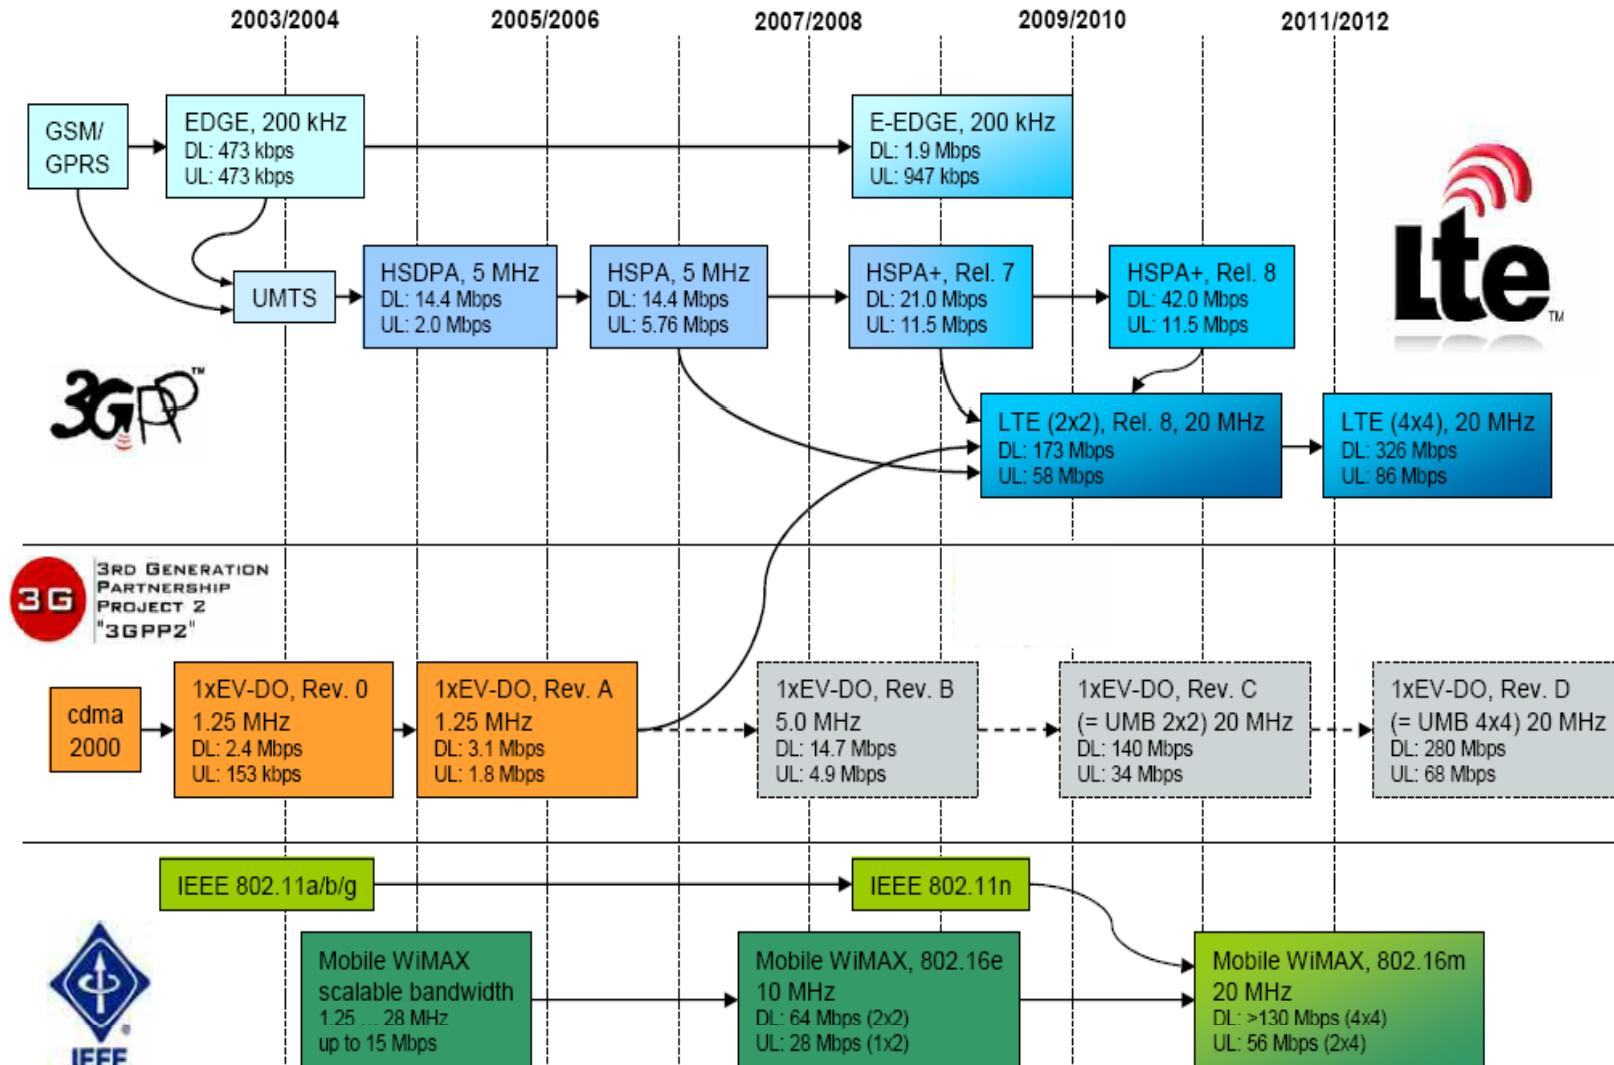 2003/2004
2005/2006
2007/2008
2009/2010
2011/2012
GSM/
GPRS
EDGE, 200 kHz
DL: 473 kbps
UL: 473 kbps
E-EDGE, 200 kHz
DL: 1.9 Mbps
UL: 947 kbps
UMTS
HSDPA, 5 MHz
DL: 14.4 Mbps
UL: 2.0 Mbps
HSPA, 5 MHz
DL: 14.4 Mbps
UL: 5.76 Mbps
HSPA+, Rel. 7
DL: 21.0 Mbps
UL: 11.5 Mbps
HSPA+, Rel. 8
DL: 42.0 Mbps
UL: 11.5 Mbps
Lte
TM
3GPP
TM
LTE (2x2), Rel. 8, 20 MHz
DL: 173 Mbps
UL: 58 Mbps
LTE (4x4), 20 MHz
DL: 326 Mbps
UL: 86 Mbps
3G
3RD GENERATION
PARTNERSHIP
PROJECT 2
"3GPP2"
cdma
2000
1xEV-DO, Rev. 0
1.25 MHz
DL: 2.4 Mbps
UL: 153 kbps
1xEV-DO, Rev. A
1.25 MHz
DL: 3.1 Mbps
UL: 1.8 Mbps
1xEV-DO, Rev. B
5.0 MHz
DL: 14.7 Mbps
UL: 4.9 Mbps
1xEV-DO, Rev. C
(= UMB 2x2) 20 MHz
DL: 140 Mbps
UL: 34 Mbps
1xEV-DO, Rev. D
(= UMB 4x4) 20 MHz
DL: 280 Mbps
UL: 68 Mbps
IEEE 802.11a/b/g
IEEE 802.11n
IEEE
®
Mobile WiMAX
scalable bandwidth
1.25 ... 28 MHz
up to 15 Mbps
Mobile WiMAX, 802.16e
10 MHz
DL: 64 Mbps (2x2)
UL: 28 Mbps (1x2)
Mobile WiMAX, 802.16m
20 MHz
DL: >130 Mbps (4x4)
UL: 56 Mbps (2x4)